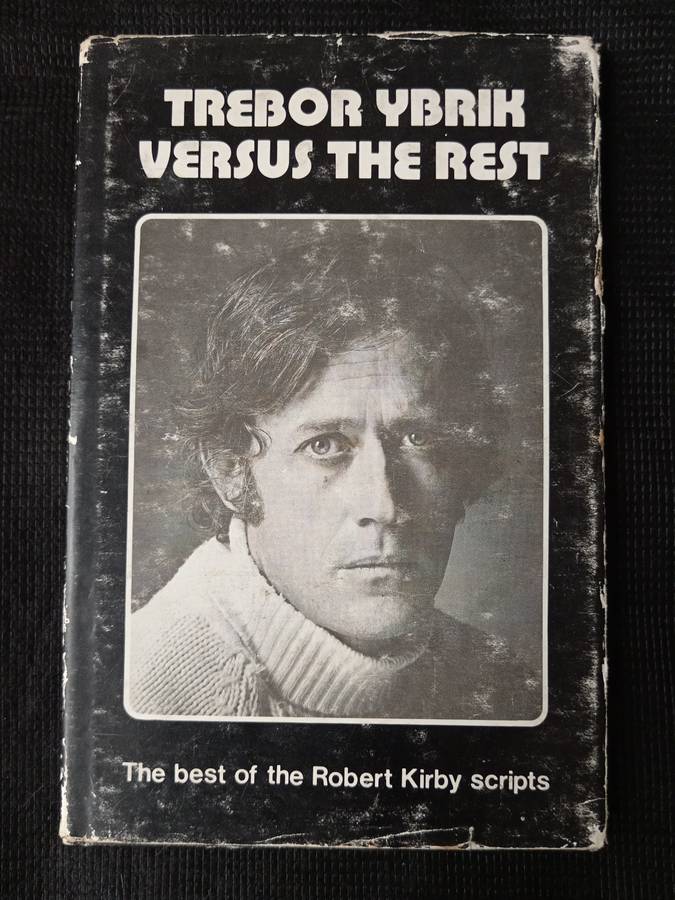 TREBOR YBRIK
VERSUS THE REST
The best of the Robert Kirby scripts